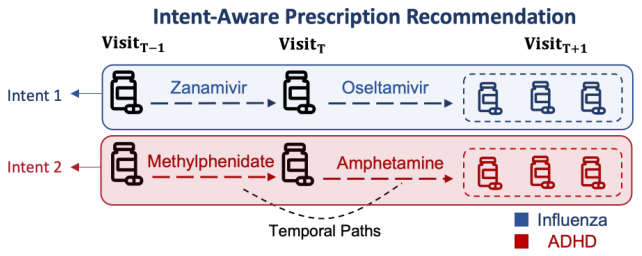 Intent-Aware Prescription Recommendation
Visit_{T−1} Visit_T Visit_{T+1}
Intent 1 Zanamivir Oseltamivir
Intent 2 Methylphenidate Amphetamine
Temporal Paths
Influenza
ADHD